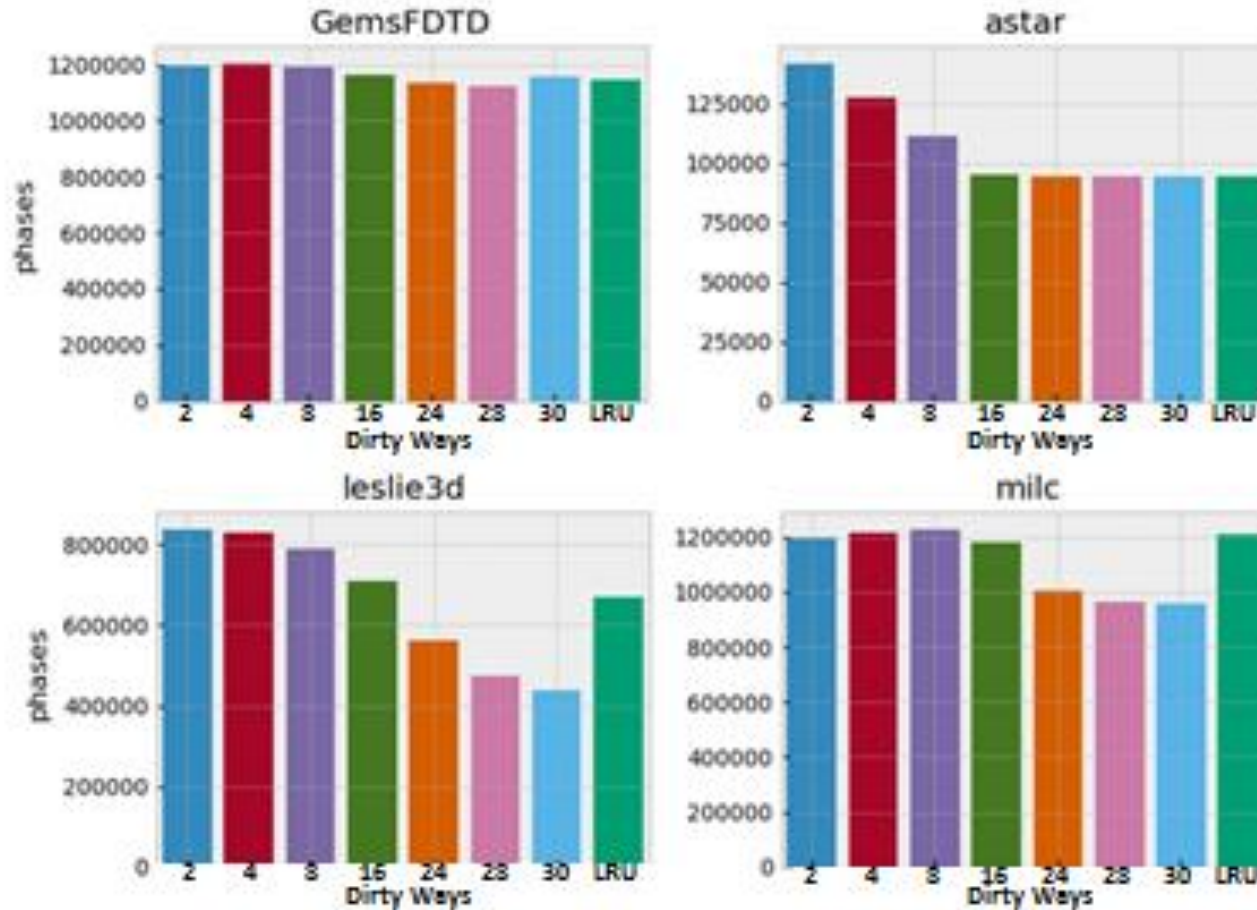 GemsFDTD
phases
1200000
1000000
800000
600000
400000
200000
0
2 4 8 16 24 28 30 LRU
Dirty Ways
astar
125000
100000
75000
50000
25000
0
2 4 8 16 24 28 30 LRU
Dirty Ways
leslie3d
phases
800000
600000
400000
200000
0
2 4 8 16 24 28 30 LRU
Dirty Ways
milc
1200000
1000000
800000
600000
400000
200000
0
2 4 8 16 24 28 30 LRU
Dirty Ways